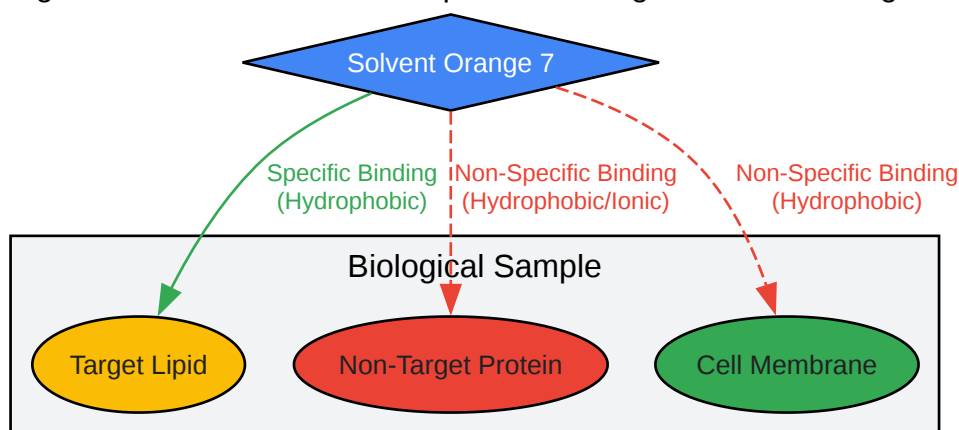 Solvent Orange 7
Specific Binding
(Hydrophobic)
Non-Specific Binding
(Hydrophobic/Ionic)
Non-Specific Binding
(Hydrophobic)
Biological Sample
Target Lipid
Non-Target Protein
Cell Membrane